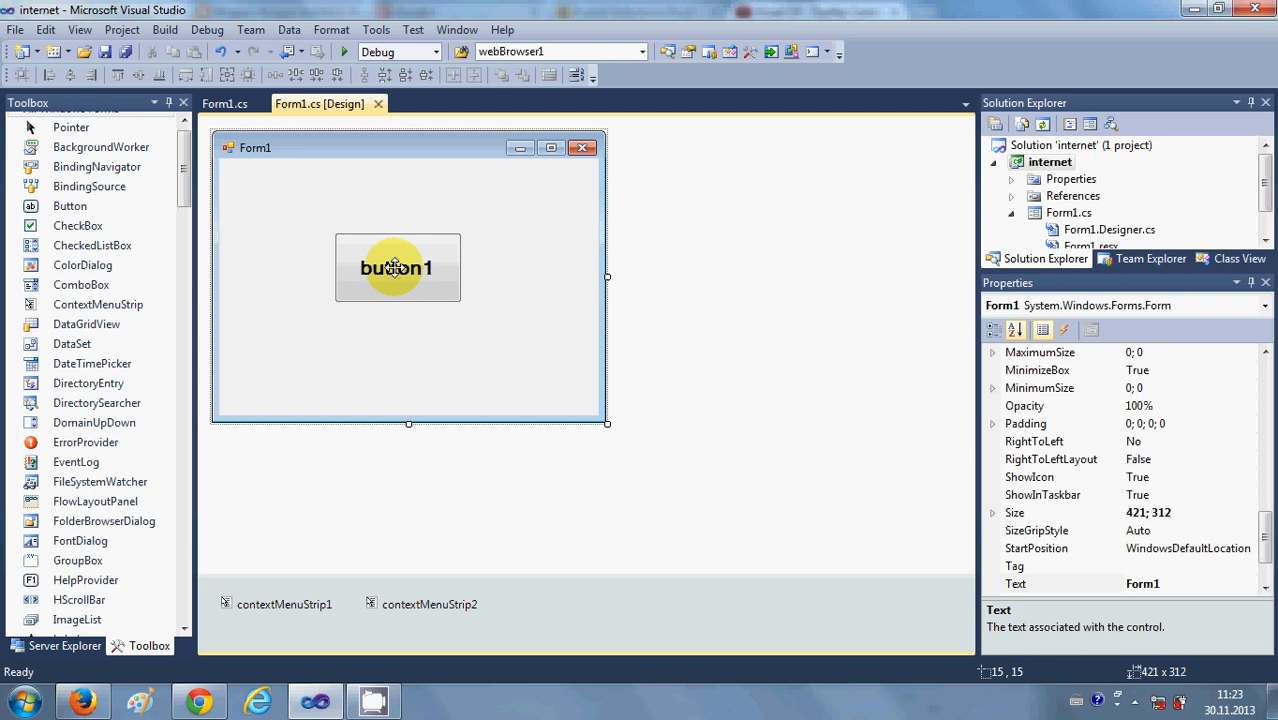 internet - Microsoft Visual Studio
File Edit View Project Build Debug Team Data Format Tools Test Window Help
Debug webBrowser1
Toolbox
Pointer
BackgroundWorker
BindingNavigator
BindingSource
Button
CheckBox
CheckedListBox
ColorDialog
ComboBox
ContextMenuStrip
DataGridView
DataSet
DateTimePicker
DirectoryEntry
DirectorySearcher
DomainUpDown
ErrorProvider
EventLog
FileSystemWatcher
FlowLayoutPanel
FolderBrowserDialog
FontDialog
GroupBox
HelpProvider
HScrollBar
ImageList
Server Explorer Toolbox
Form1.cs Form1.cs [Design]
Form1
button1
contextMenuStrip1 contextMenuStrip2
Solution Explorer
Solution 'internet' (1 project)
internet
Properties
References
Form1.cs
Form1.Designer.cs
Form1.resx
Solution Explorer Team Explorer Class View
Properties
Form1 System.Windows.Forms.Form
MaximumSize 0; 0
MinimizeBox True
MinimumSize 0; 0
Opacity 100%
Padding 0; 0; 0; 0
RightToLeft No
RightToLeftLayout False
ShowIcon True
ShowInTaskbar True
Size 421; 312
SizeGripStyle Auto
StartPosition WindowsDefaultLocation
Tag
Text Form1
Text
The text associated with the control.
Ready 15 , 15 421 x 312
11:23
30.11.2013